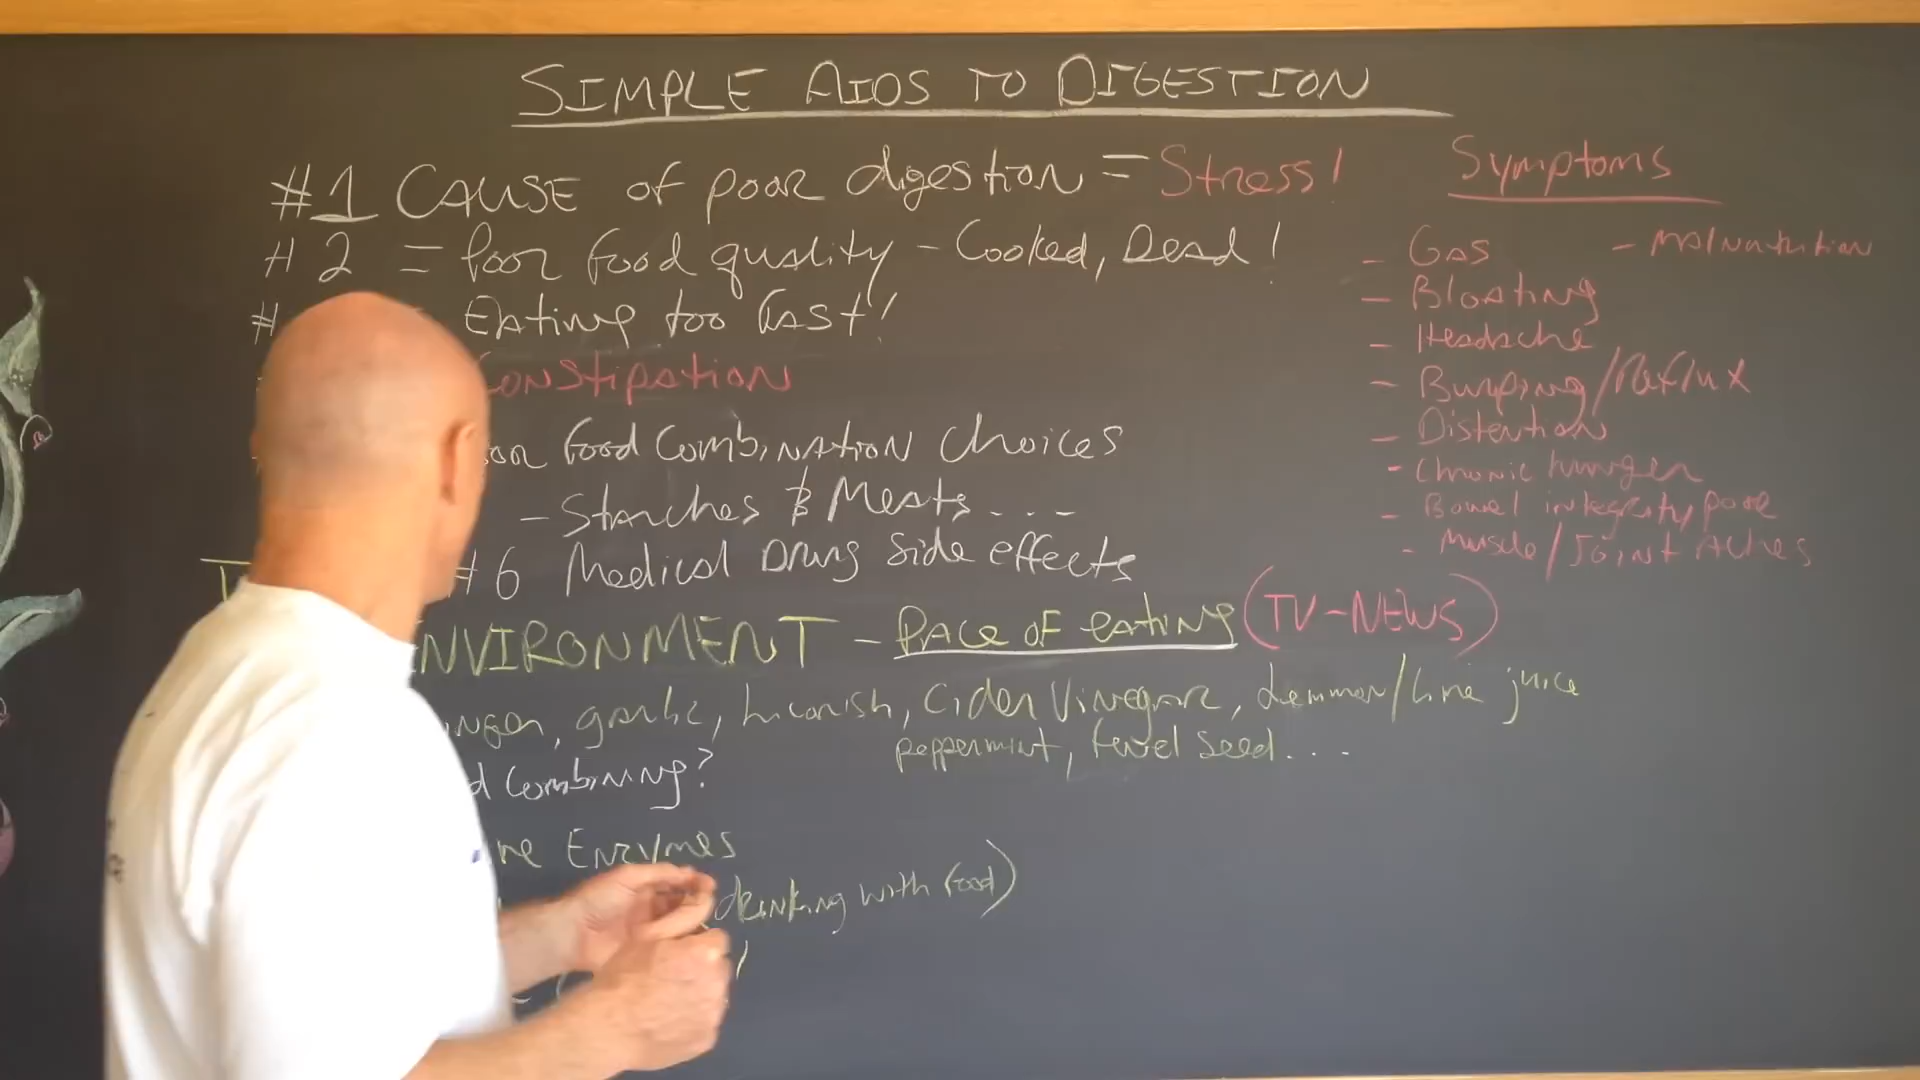 SIMPLE AIDS TO DIGESTION
#1 CAUSE of poor digestion = Stress!
#2 = Poor food quality - Cooked, Dead!
# Eating too fast!
Constipation
Food Combination Choices
- Starches & Meats....
#6 Medical Drug Side effects
ENVIRONMENT - Pace of eating (TV-NEWS)
garlic, Licorish, Cider Vinegar, Lemmon/Lime juice
peppermint, fenel seed....
Combining?
Enzymes
drinking with food)
Symptoms
- Gas
- Malnutrition
- Bloating
- Headache
- Burping/Reflux
- Distention
- Chronic hunger
- Bowel integrity poor
- Muscle/Joint Aches